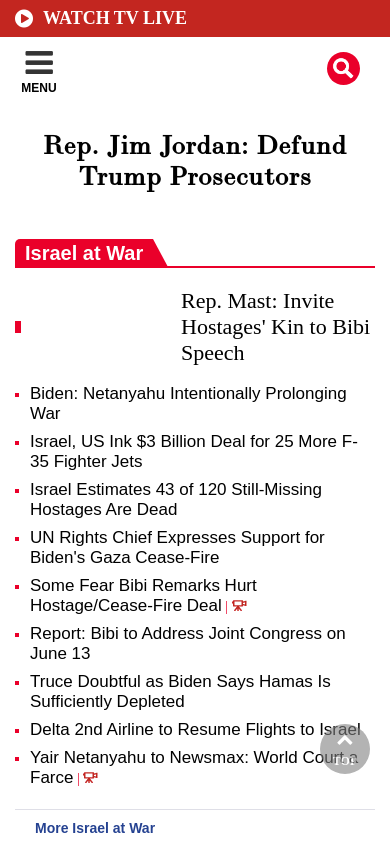 WATCH TV LIVE
MENU
Rep. Jim Jordan: Defund
Trump Prosecutors
Israel at War
Rep. Mast: Invite
Hostages' Kin to Bibi
Speech
Biden: Netanyahu Intentionally Prolonging
War
Israel, US Ink $3 Billion Deal for 25 More F-
35 Fighter Jets
Israel Estimates 43 of 120 Still-Missing
Hostages Are Dead
UN Rights Chief Expresses Support for
Biden's Gaza Cease-Fire
Some Fear Bibi Remarks Hurt
Hostage/Cease-Fire Deal |
Report: Bibi to Address Joint Congress on
June 13
Truce Doubtful as Biden Says Hamas Is
Sufficiently Depleted
Delta 2nd Airline to Resume Flights to Israel
Yair Netanyahu to Newsmax: World Court a
Farce |
TOP
More Israel at War